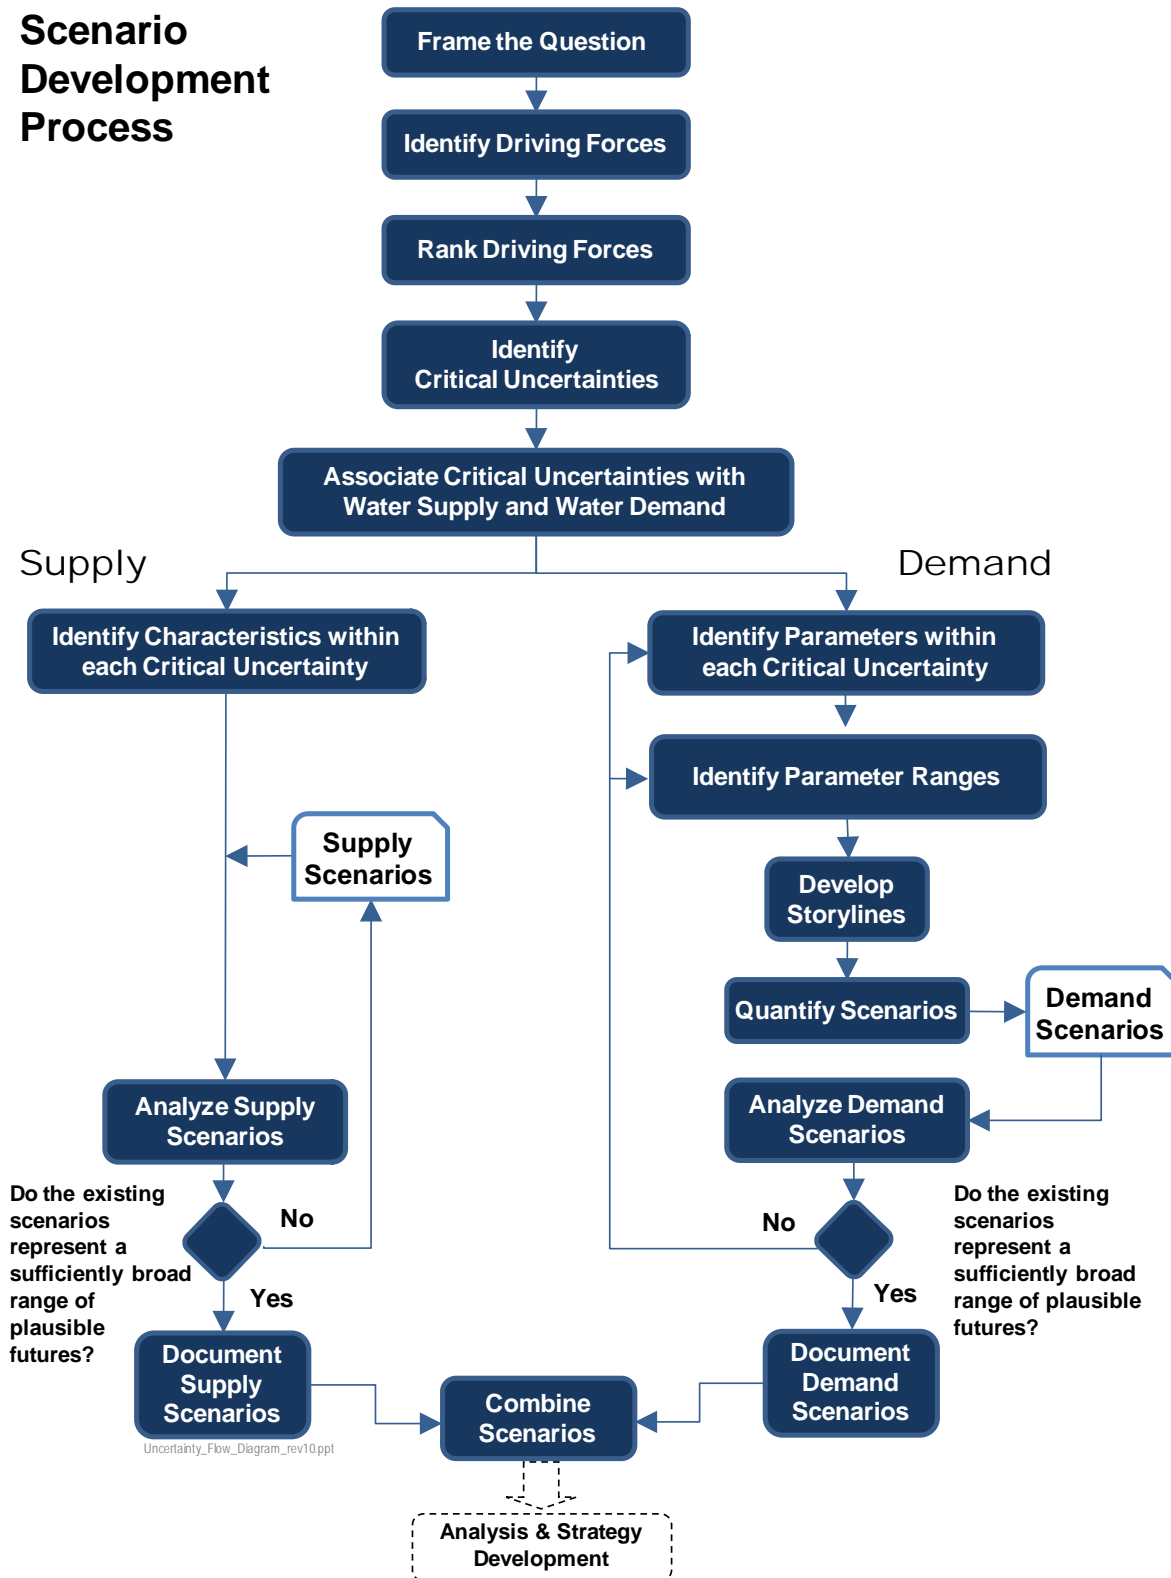 Scenario
Development
Process
Frame the Question
Identify Driving Forces
Rank Driving Forces
Identify
Critical Uncertainties
Associate Critical Uncertainties with
Water Supply and Water Demand
Supply
Demand
Identify Characteristics within
each Critical Uncertainty
Identify Parameters within
each Critical Uncertainty
Identify Parameter Ranges
Supply
Scenarios
Develop
Storylines
Quantify Scenarios
Demand
Scenarios
Analyze Supply
Scenarios
Analyze Demand
Scenarios
Do the existing
scenarios
represent a
sufficiently broad
range of
plausible
futures?
No
Yes
No
Yes
Do the existing
scenarios
represent a
sufficiently broad
range of plausible
futures?
Document
Supply
Scenarios
Combine
Scenarios
Document
Demand
Scenarios
Uncertainty_Flow_Diagram_rev10.ppt
Analysis & Strategy
Development